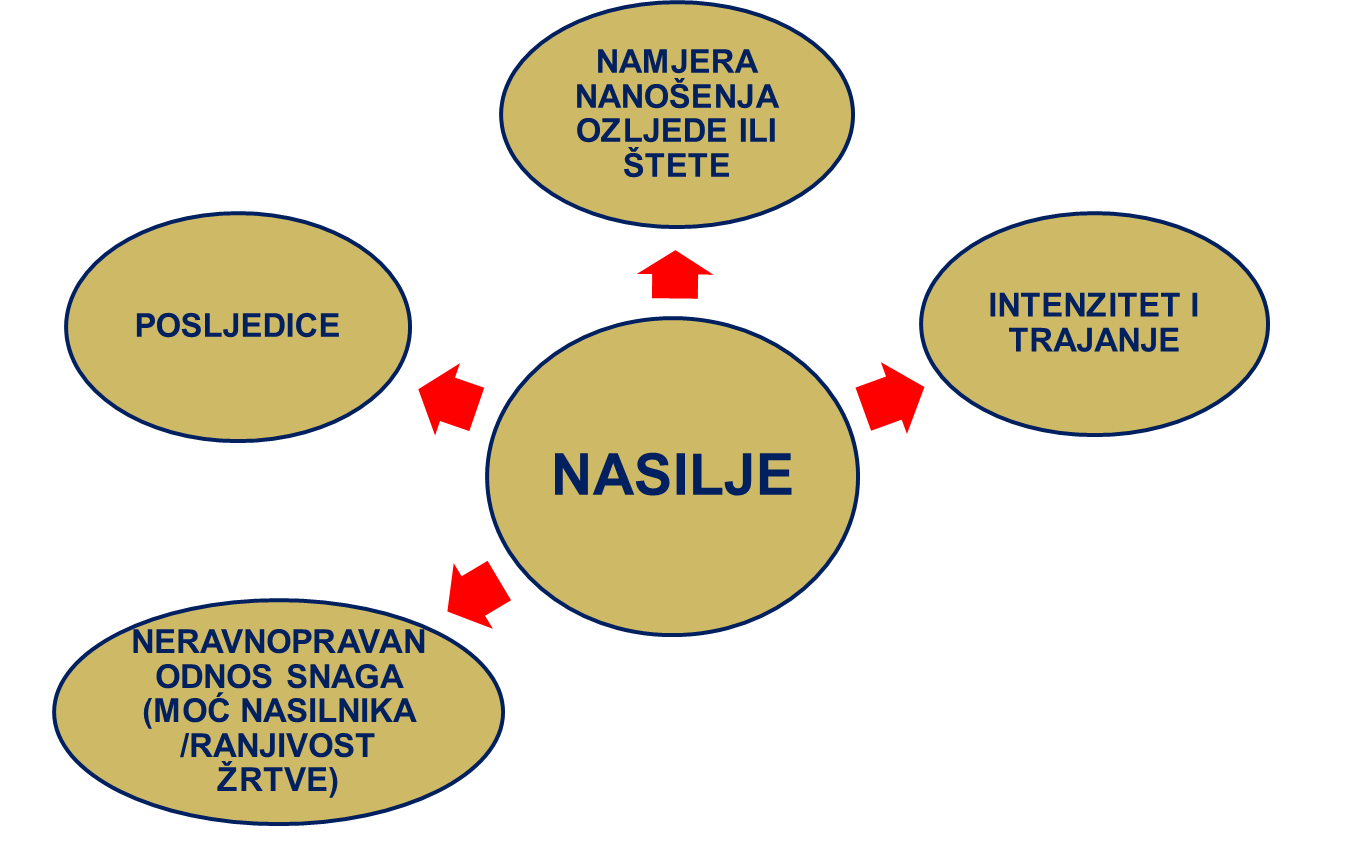 NAMJERA
NANOŠENJA
OZLJEDE ILI
ŠTETE
POSLJEDICE
INTENZITET I
TRAJANJE
NASILJE
NERAVNOPRAVAN
ODNOS SNAGA
(MOĆ NASILNIKA
/RANJIVOST
ŽRTVE)